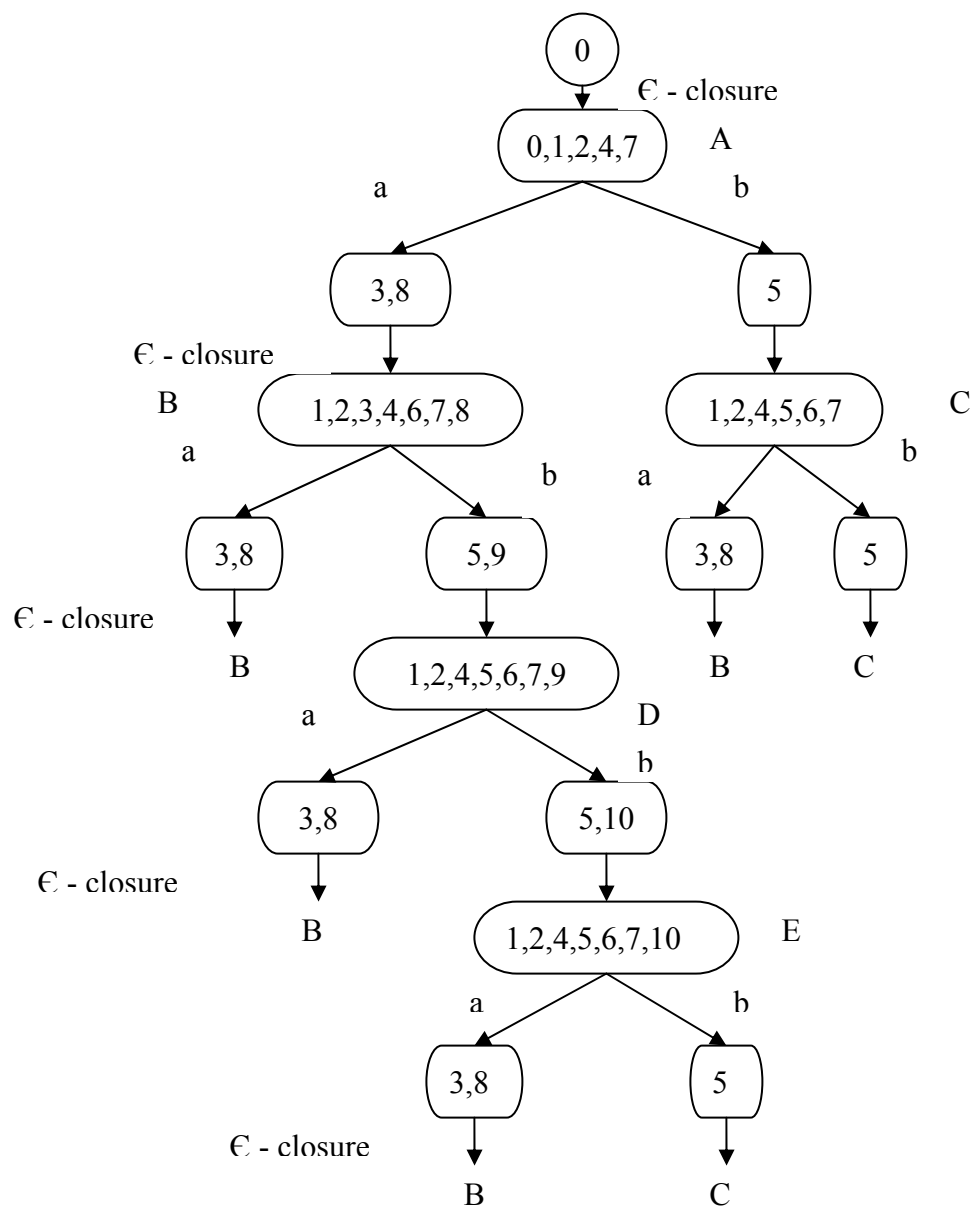 0
Є - closure
0,1,2,4,7 A
a b
3,8 5
Є - closure
B 1,2,3,4,6,7,8 1,2,4,5,6,7 C
a b a b
3,8 5,9 3,8 5
Є - closure
B 1,2,4,5,6,7,9 B C
a D
b
3,8 5,10
Є - closure
B 1,2,4,5,6,7,10 E
a b
3,8 5
Є - closure
B C